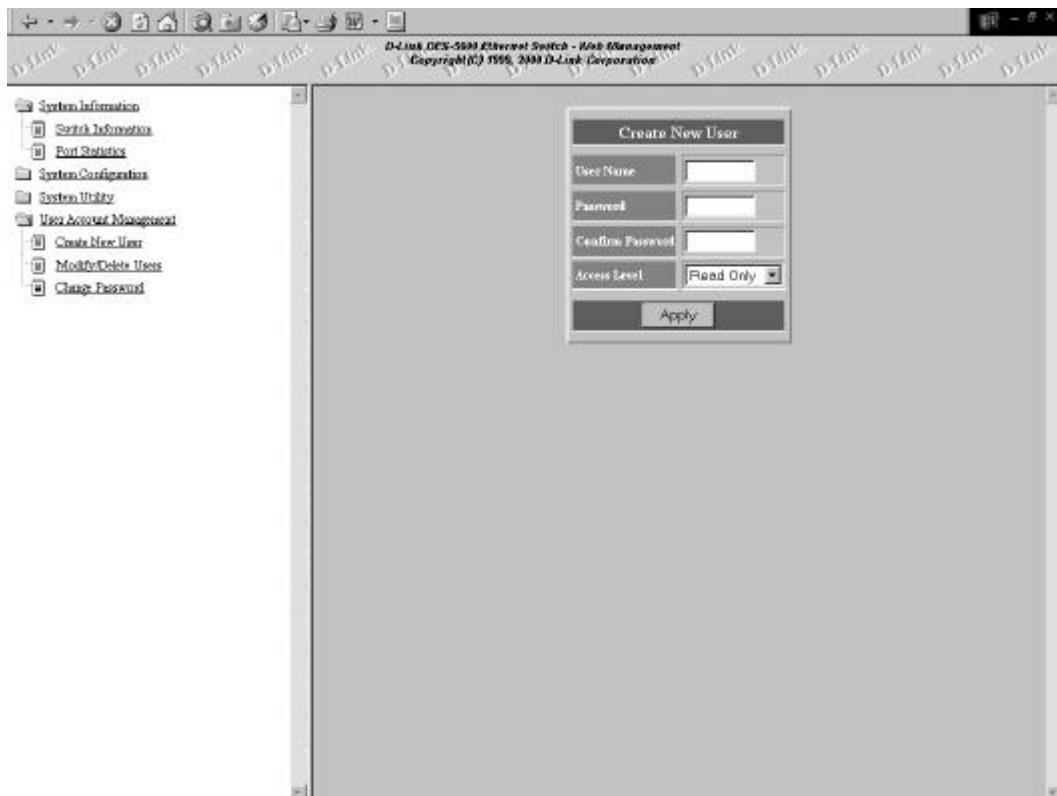 D-Link DES-5600 Ethernet Switch - Web Management
Copyright(C) 1999, 2000 D-Link Corporation
System Information
Switch Information
Port Statistics
System Configuration
System Utility
User Account Management
Create New User
Modify/Delete Users
Change Password
Create New User
User Name
Password
Confirm Password
Access Level
Read Only
Apply